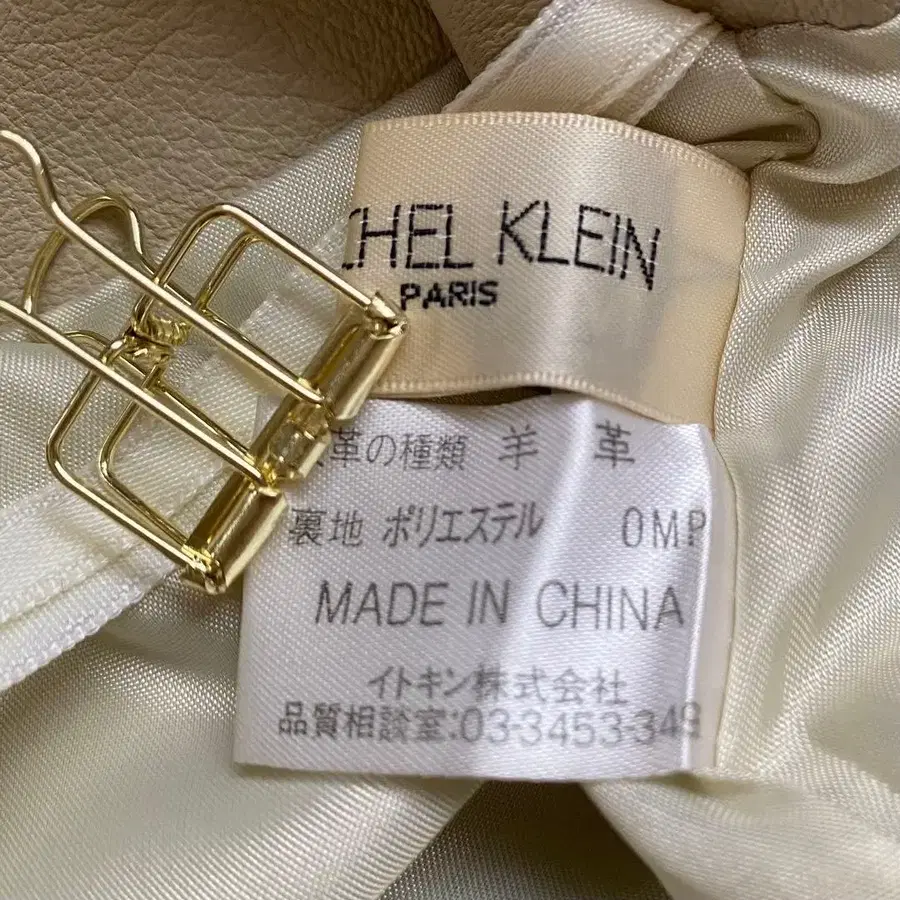 CHEL KLEIN
PARIS
革の種類 羊 革
裏地 ポリエステル OMP
MADE IN CHINA
イトキン株式会社
品質相談室:03-3453-349